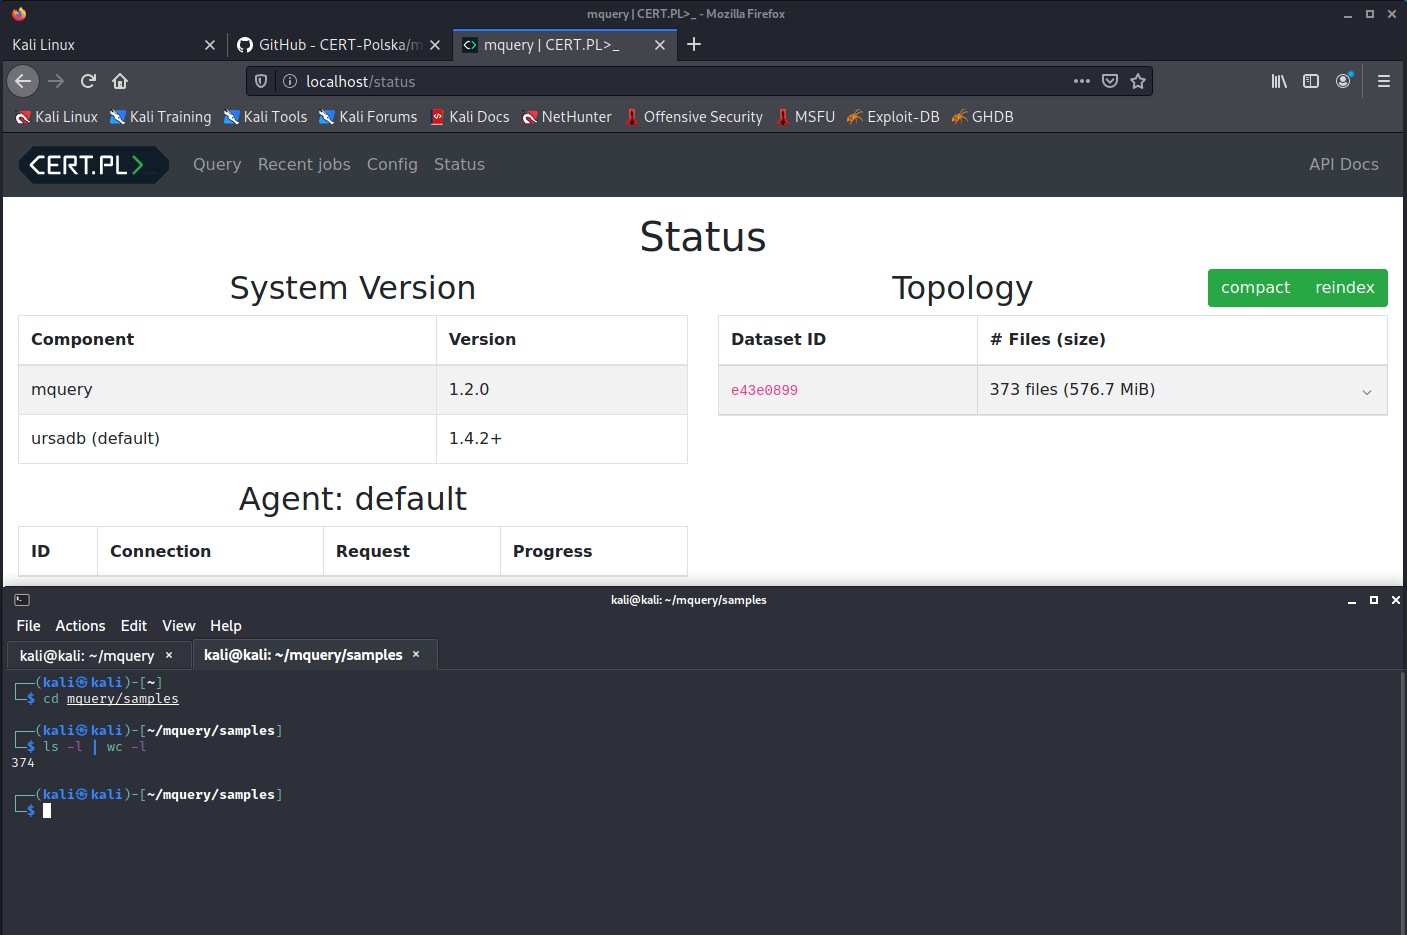 mquery | CERT.PL>_ - Mozilla Firefox
Kali Linux
GitHub - CERT-Polska/m
mquery | CERT.PL>_
localhost/status
Kali Linux
Kali Training
Kali Tools
Kali Forums
Kali Docs
NetHunter
Offensive Security
MSFU
Exploit-DB
GHDB
<CERT.PL>_
Query
Recent jobs
Config
Status
API Docs
Status
System Version
Component Version
mquery 1.2.0
ursadb (default) 1.4.2+
Topology
compact reindex
Dataset ID # Files (size)
e43e0899 373 files (576.7 MiB)
Agent: default
ID Connection Request Progress
kali@kali: ~/mquery/samples
File Actions Edit View Help
kali@kali: ~/mquery
kali@kali: ~/mquery/samples
┌──(kali㉿kali)-[~]
└─$ cd mquery/samples
┌──(kali㉿kali)-[~/mquery/samples]
└─$ ls -l | wc -l
374
┌──(kali㉿kali)-[~/mquery/samples]
└─$